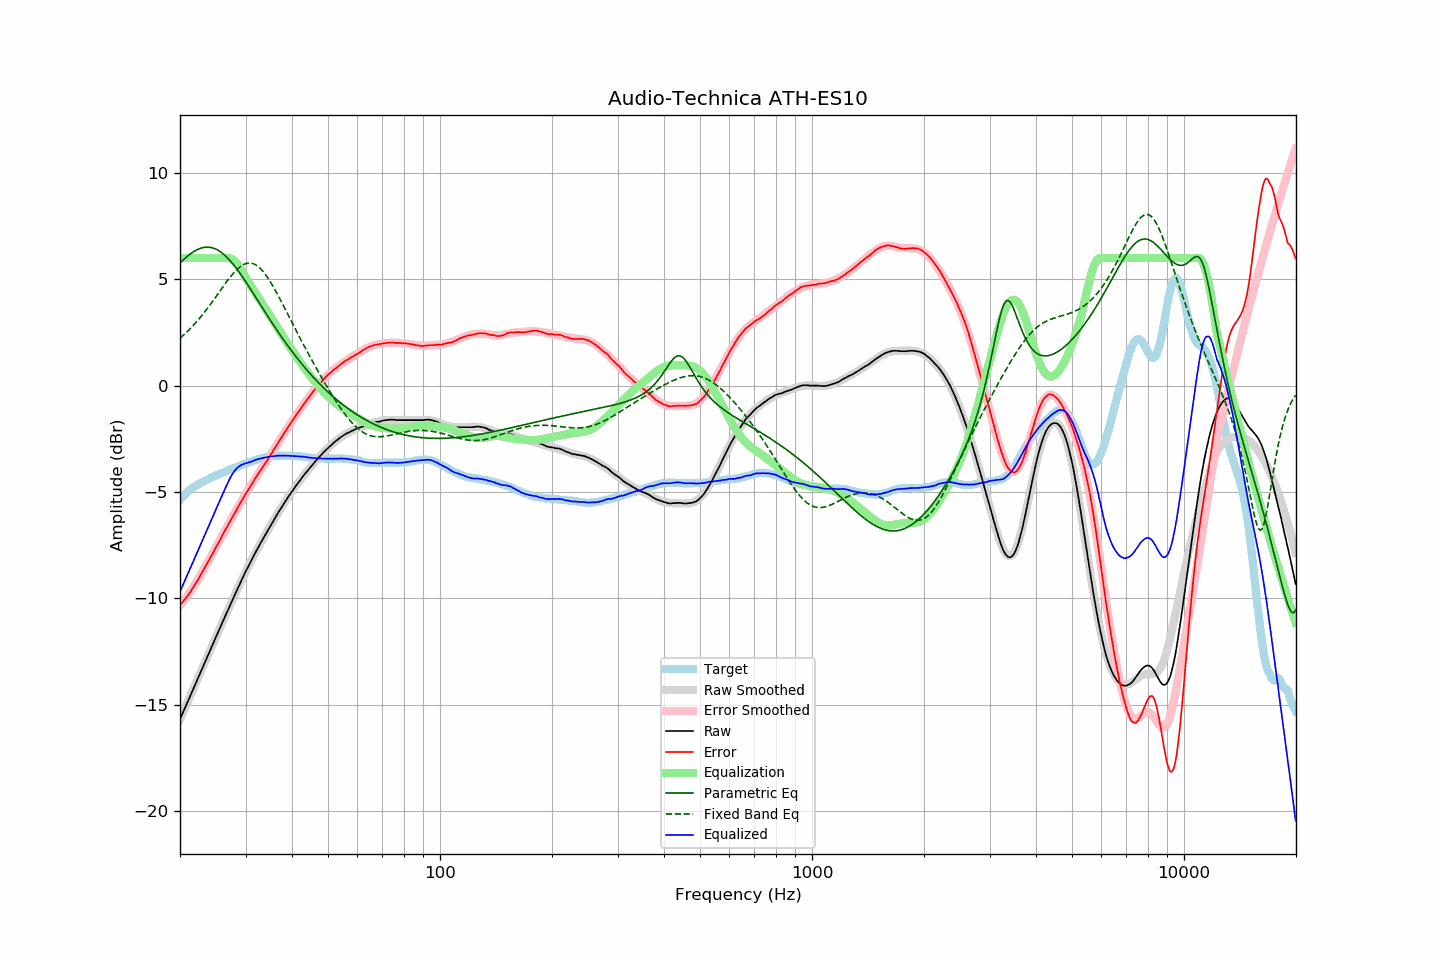 Audio-Technica ATH-ES10
Amplitude (dBr)
10
5
0
−5
−10
−15
−20
Target
Raw Smoothed
Error Smoothed
Raw
Error
Equalization
Parametric Eq
Fixed Band Eq
Equalized
100
1000
10000
Frequency (Hz)